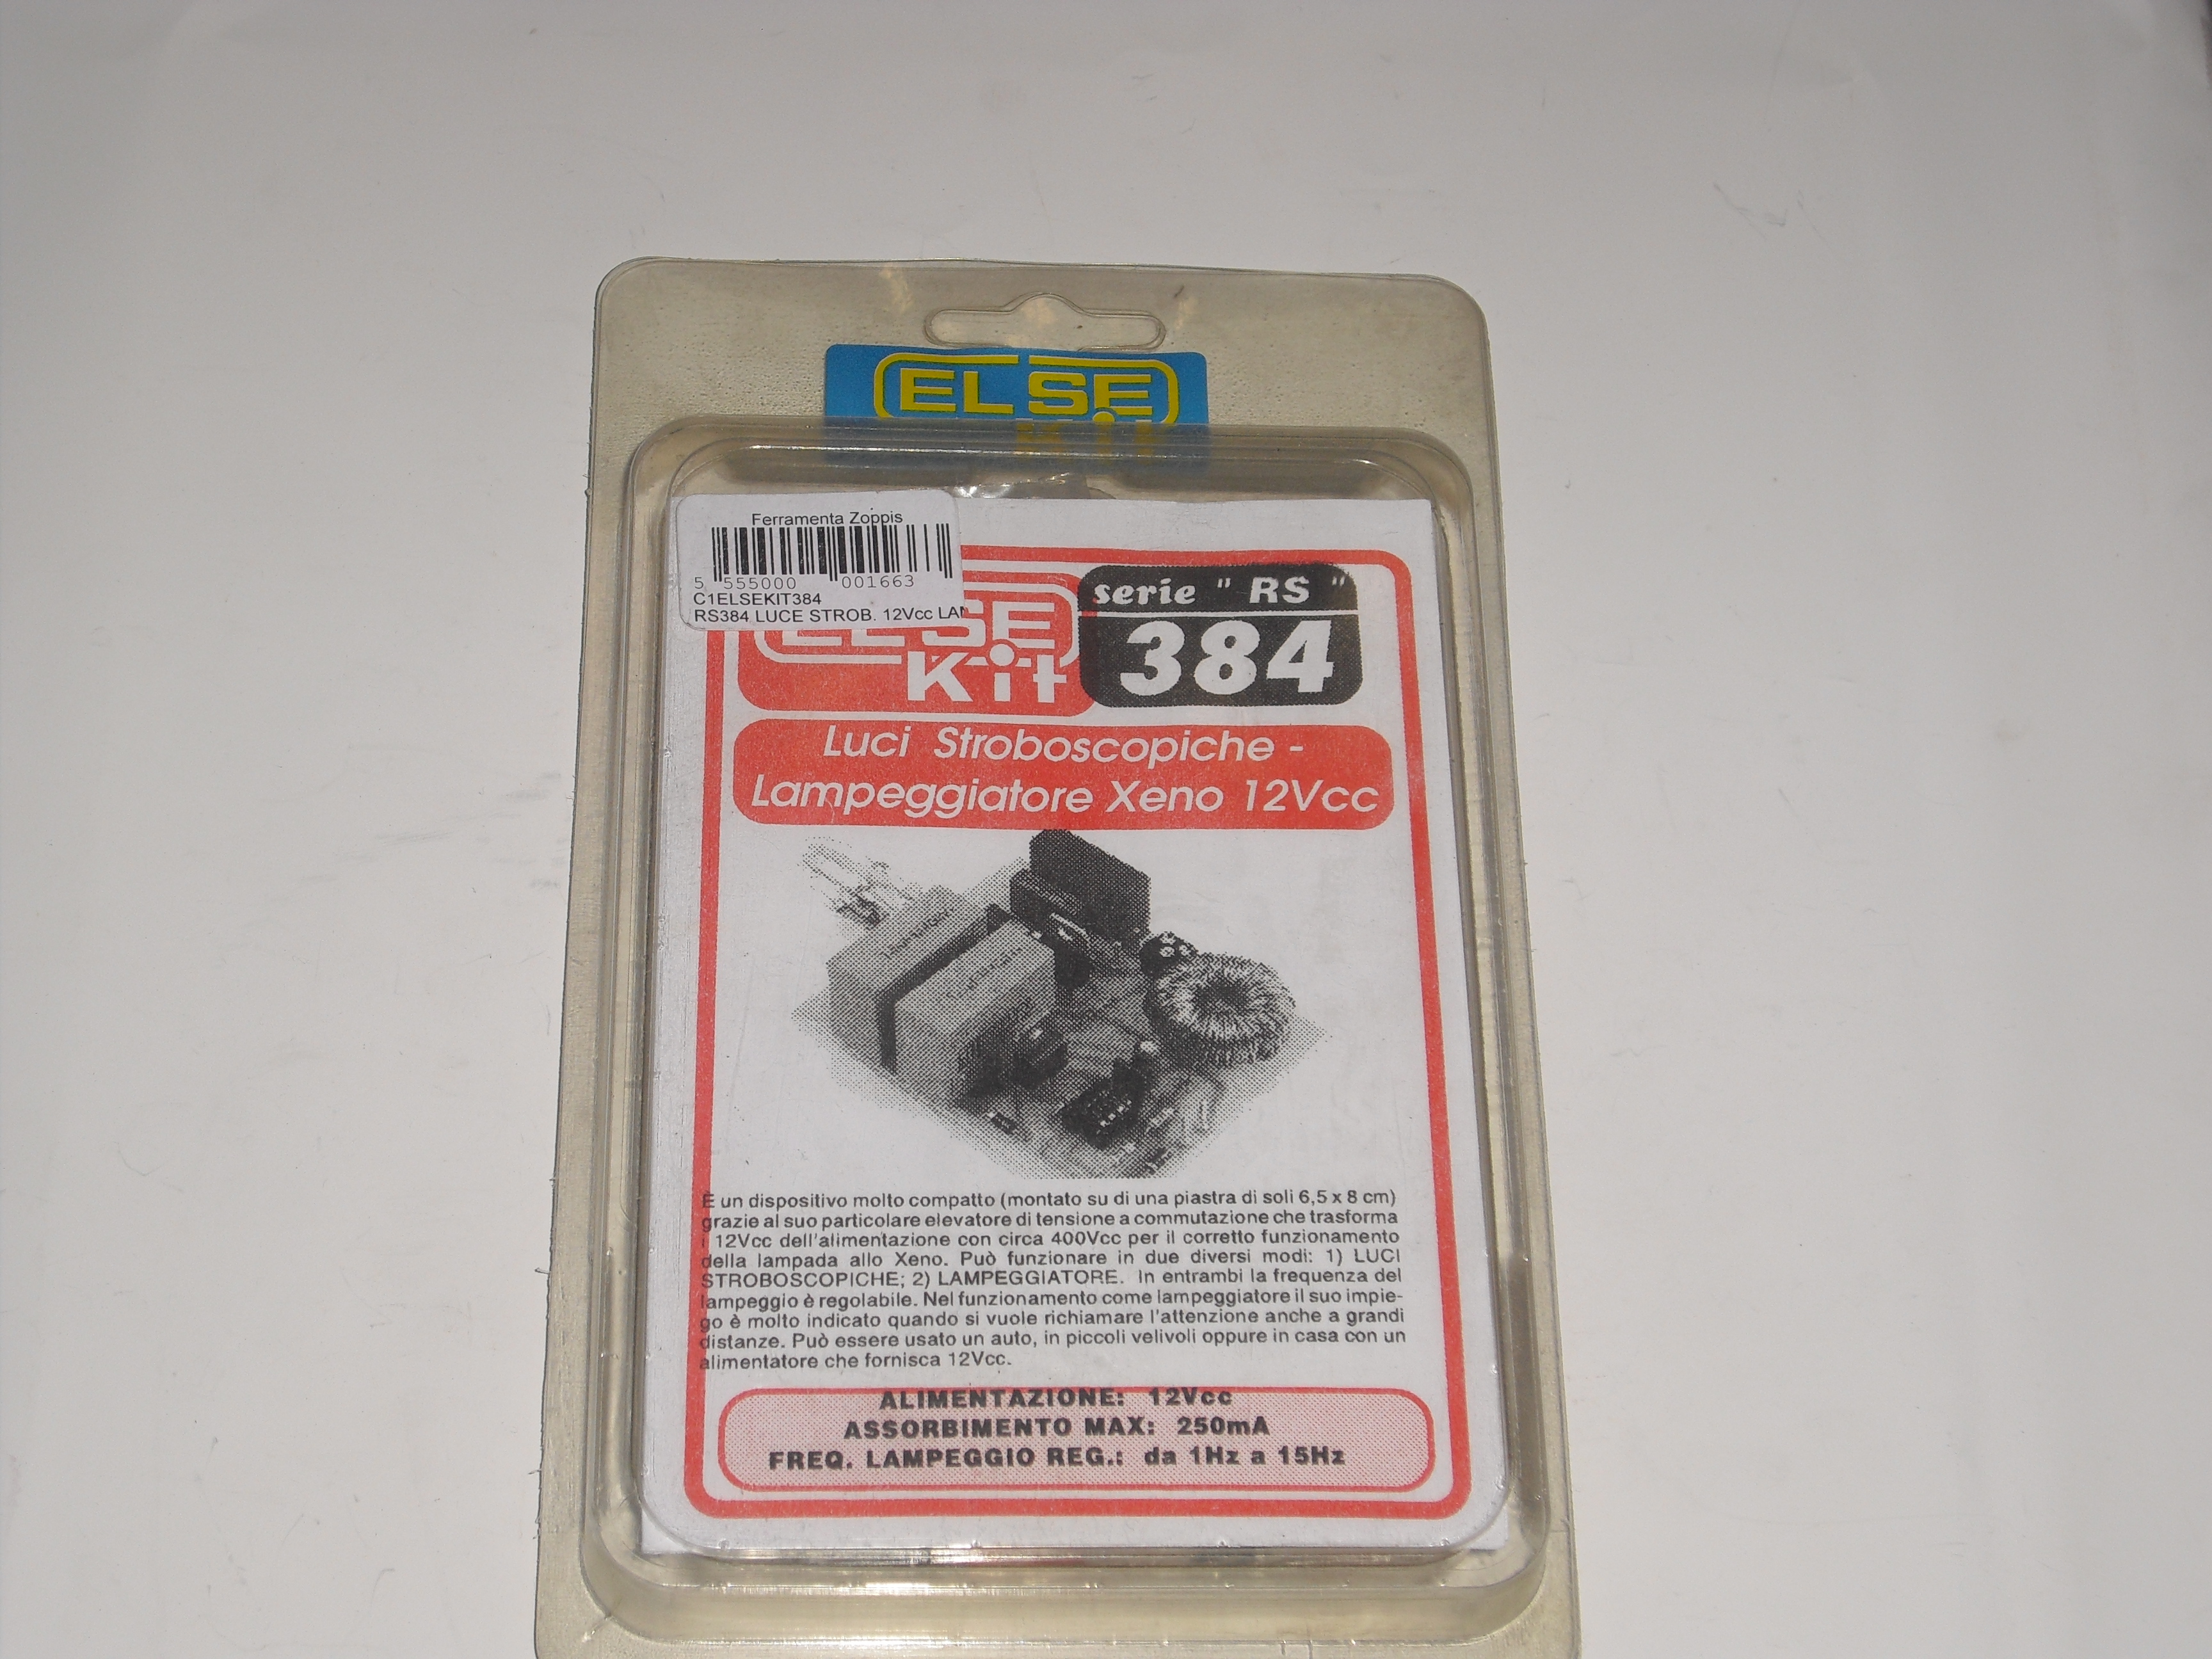 ELSE
Kit
Ferramenta Zoppis
5 555000 001663
C1ELSEKIT384
RS384 LUCE STROB. 12Vcc LAM
ELSE
Kit
serie " RS "
384
Luci Stroboscopiche -
Lampeggiatore Xeno 12Vcc
È un dispositivo molto compatto (montato su di una piastra di soli 6,5 x 8 cm)
grazie al suo particolare elevatore di tensione a commutazione che trasforma
i 12Vcc dell'alimentazione con circa 400Vcc per il corretto funzionamento
della lampada allo Xeno. Può funzionare in due diversi modi: 1) LUCI
STROBOSCOPICHE; 2) LAMPEGGIATORE. In entrambi la frequenza del
lampeggio è regolabile. Nel funzionamento come lampeggiatore il suo impie-
go è molto indicato quando si vuole richiamare l'attenzione anche a grandi
distanze. Può essere usato un auto, in piccoli velivoli oppure in casa con un
alimentatore che fornisca 12Vcc.
ALIMENTAZIONE: 12Vcc
ASSORBIMENTO MAX: 250mA
FREQ. LAMPEGGIO REG.: da 1Hz a 15Hz